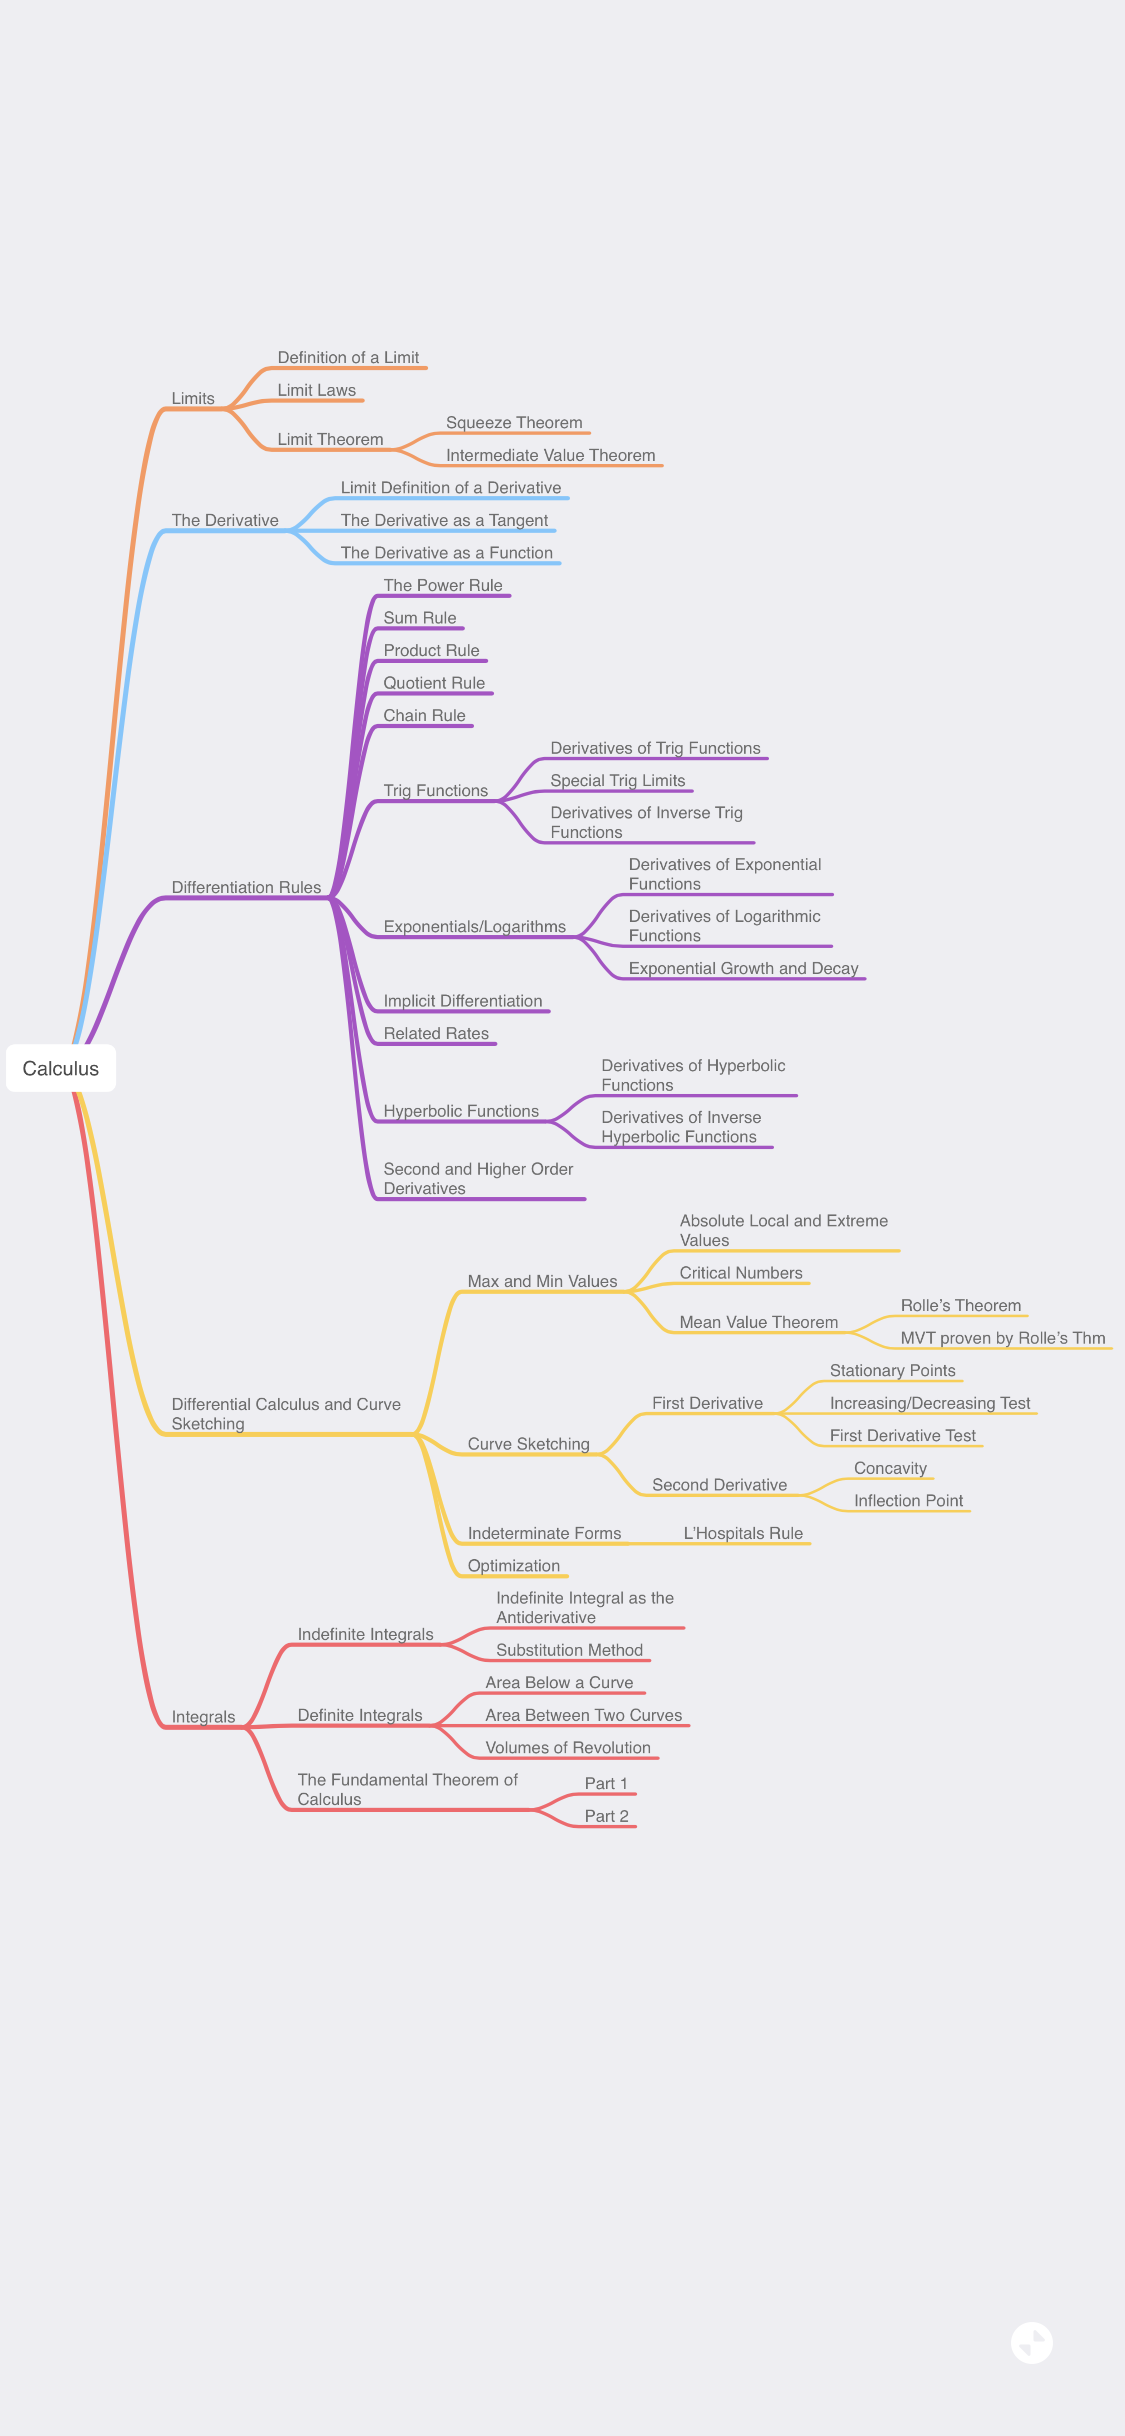 Definition of a Limit
Limits
Limit Laws
Limit Theorem
Squeeze Theorem
Intermediate Value Theorem
Limit Definition of a Derivative
The Derivative
The Derivative as a Tangent
The Derivative as a Function
The Power Rule
Sum Rule
Product Rule
Quotient Rule
Chain Rule
Derivatives of Trig Functions
Trig Functions
Special Trig Limits
Derivatives of Inverse Trig
Functions
Differentiation Rules
Derivatives of Exponential
Functions
Exponentials/Logarithms
Derivatives of Logarithmic
Functions
Exponential Growth and Decay
Implicit Differentiation
Related Rates
Calculus
Derivatives of Hyperbolic
Functions
Hyperbolic Functions
Derivatives of Inverse
Hyperbolic Functions
Second and Higher Order
Derivatives
Absolute Local and Extreme
Values
Max and Min Values
Critical Numbers
Mean Value Theorem
Rolle’s Theorem
MVT proven by Rolle’s Thm
Differential Calculus and Curve
Sketching
Stationary Points
First Derivative
Increasing/Decreasing Test
First Derivative Test
Curve Sketching
Second Derivative
Concavity
Inflection Point
Indeterminate Forms
L’Hospitals Rule
Optimization
Indefinite Integral as the
Antiderivative
Indefinite Integrals
Substitution Method
Integrals
Area Below a Curve
Definite Integrals
Area Between Two Curves
Volumes of Revolution
The Fundamental Theorem of
Calculus
Part 1
Part 2